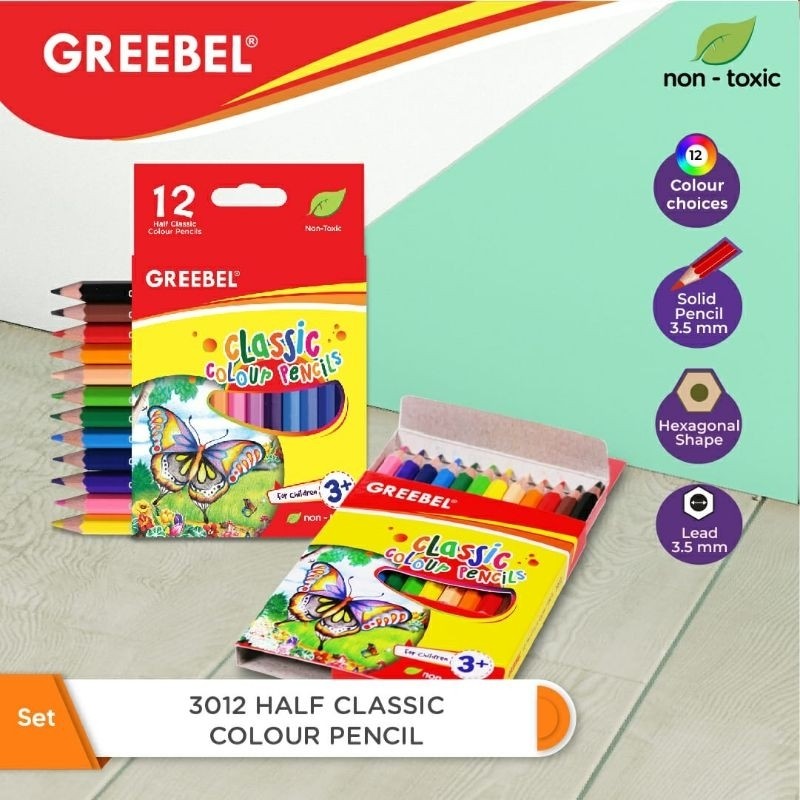 GREEBEL®
non - toxic
12
Colour
choices
Solid
Pencil
3.5 mm
Hexagonal
Shape
Lead
3.5 mm
12
Half Classic
Colour Pencils
Non-Toxic
GREEBEL®
Classic
Colour Pencils
For Children 3+
non
GREEBEL®
Classic
Colour Pencils
For Children 3+
non
Set
3012 HALF CLASSIC
COLOUR PENCIL